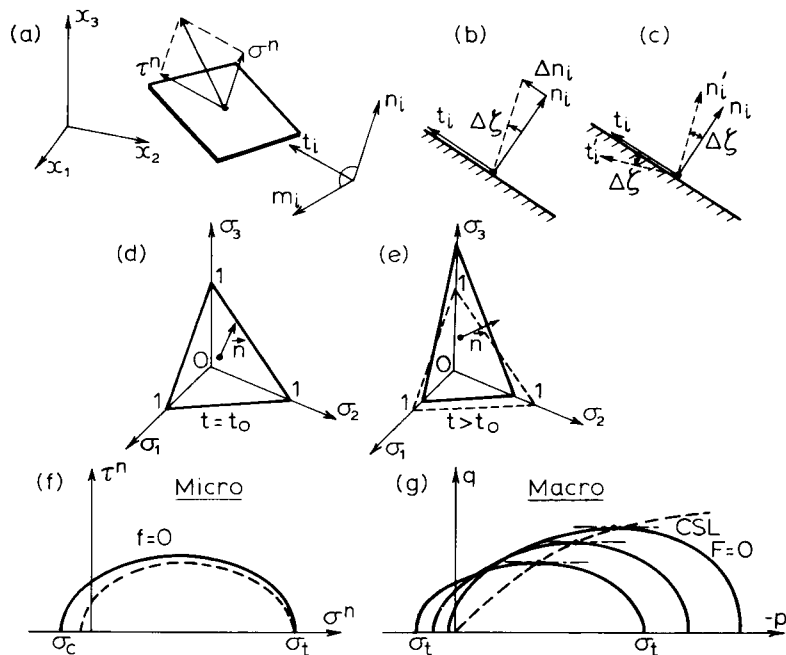 (a)
x₃
x₂
x₁
τⁿ
σⁿ
nᵢ
tᵢ
mᵢ
(b)
Δnᵢ
nᵢ
Δζ
tᵢ
(c)
nᵢ'
nᵢ
Δζ
tᵢ
tᵢ'
Δζ
(d)
σ₃
1
n⃗
O
1
1
t=t₀
σ₂
σ₁
(e)
σ₃
1
n⃗
O
1
1
t>t₀
σ₂
σ₁
(f)
τⁿ
Micro
f=0
σc
σt
σⁿ
(g)
q
Macro
CSL
F=0
σt
σt
-p